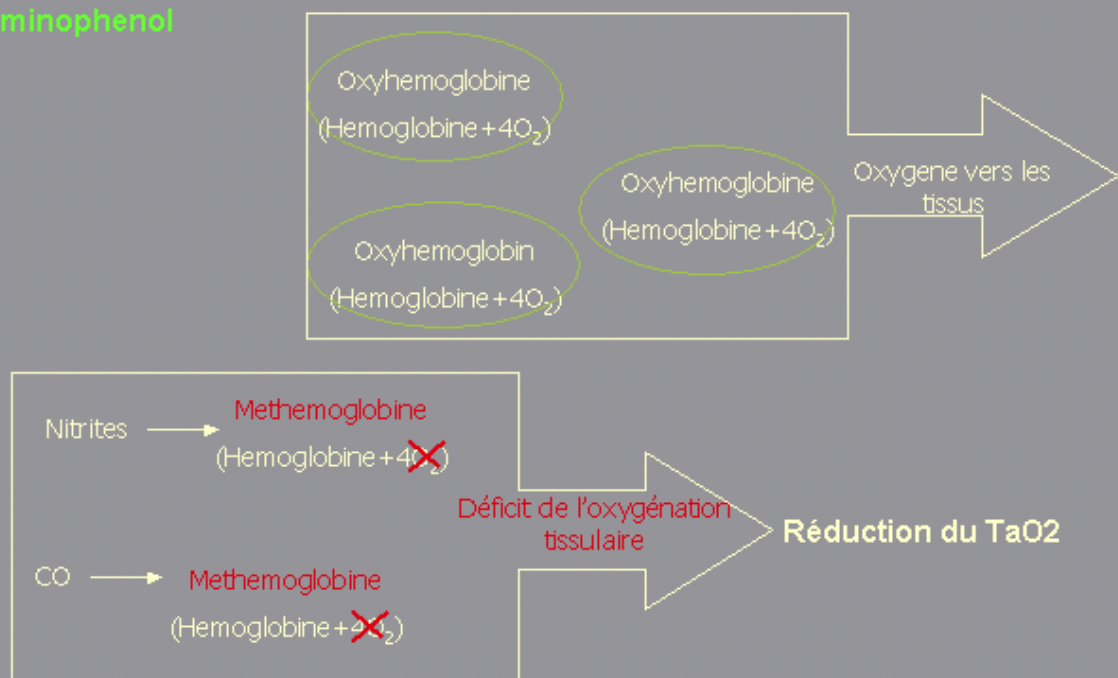 minophenol
Oxyhemoglobine
(Hemoglobine+4O₂)
Oxyhemoglobine
(Hemoglobine+4O₂)
Oxyhemoglobin
(Hemoglobine+4O₂)
Oxygene vers les
tissus
Nitrites
Methemoglobine
(Hemoglobine+4O₂)
CO
Methemoglobine
(Hemoglobine+4O₂)
Déficit de l'oxygénation
tissulaire
Réduction du TaO2